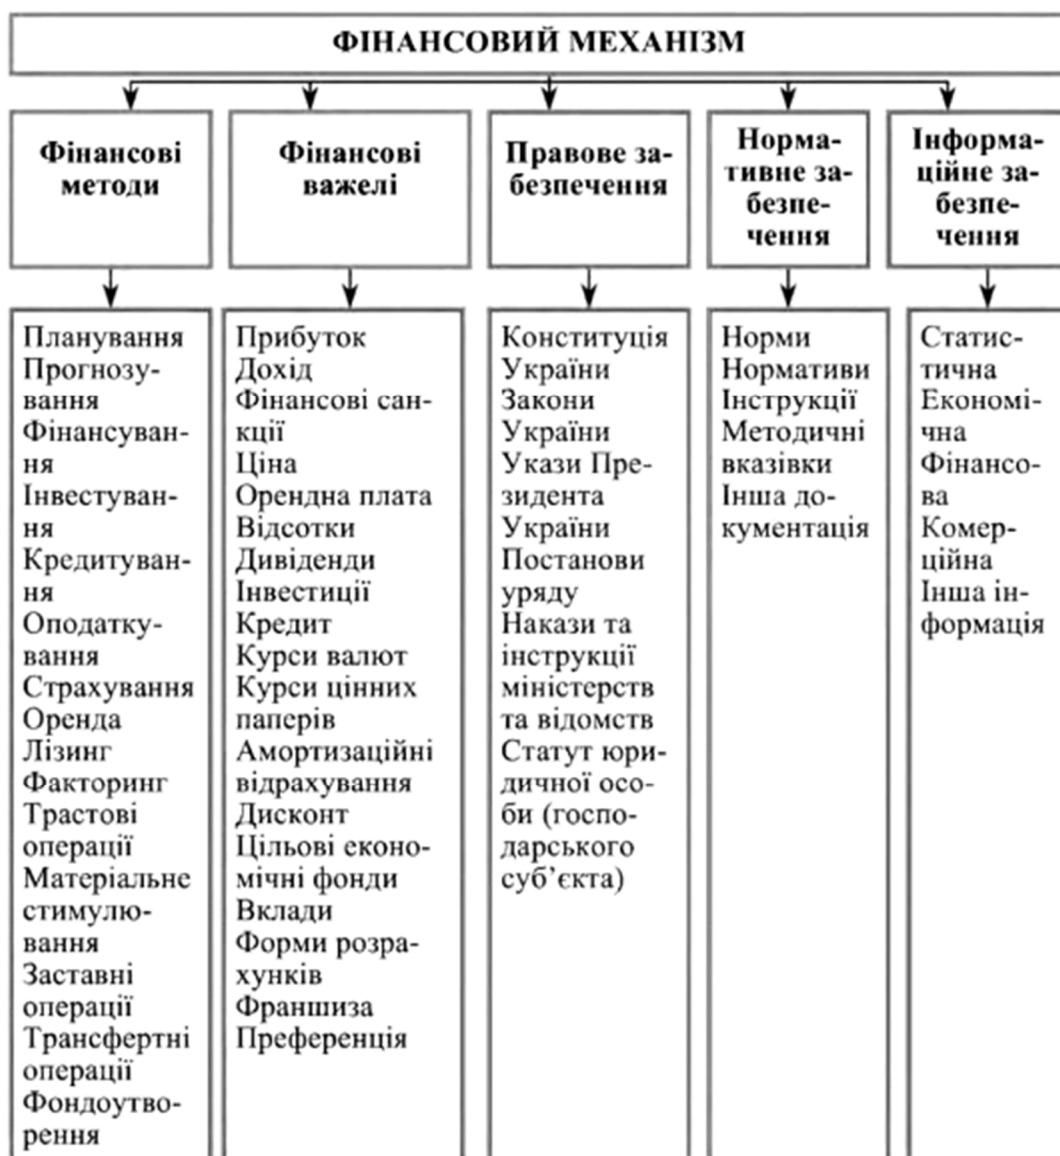 ФІНАНСОВИЙ МЕХАНІЗМ
Фінансові
методи
Фінансові
важелі
Правове за-
безпечення
Норма-
тивне за-
безпе-
чення
Інформа-
ційне за-
безпе-
чення
Планування
Прогнозу-
вання
Фінансуван-
ня
Інвестуван-
ня
Кредитуван-
ня
Оподатку-
вання
Страхування
Оренда
Лізинг
Факторинг
Трастові
операції
Матеріальне
стимулю-
вання
Заставні
операції
Трансфертні
операції
Фондоутво-
рення
Прибуток
Дохід
Фінансові сан-
кції
Ціна
Орендна плата
Відсотки
Дивіденди
Інвестиції
Кредит
Курси валют
Курси цінних
паперів
Амортизаційні
відрахування
Дисконт
Цільові еконо-
мічні фонди
Вклади
Форми розра-
хунків
Франшиза
Преференція
Конституція
України
Закони
України
Укази Пре-
зидента
України
Постанови
уряду
Накази та
інструкції
міністерств
та відомств
Статут юри-
дичної осо-
би (госпо-
дарського
суб’єкта)
Норми
Нормативи
Інструкції
Методичні
вказівки
Інша до-
кументація
Статис-
тична
Економі-
чна
Фінансо-
ва
Комер-
ційна
Інша ін-
формація